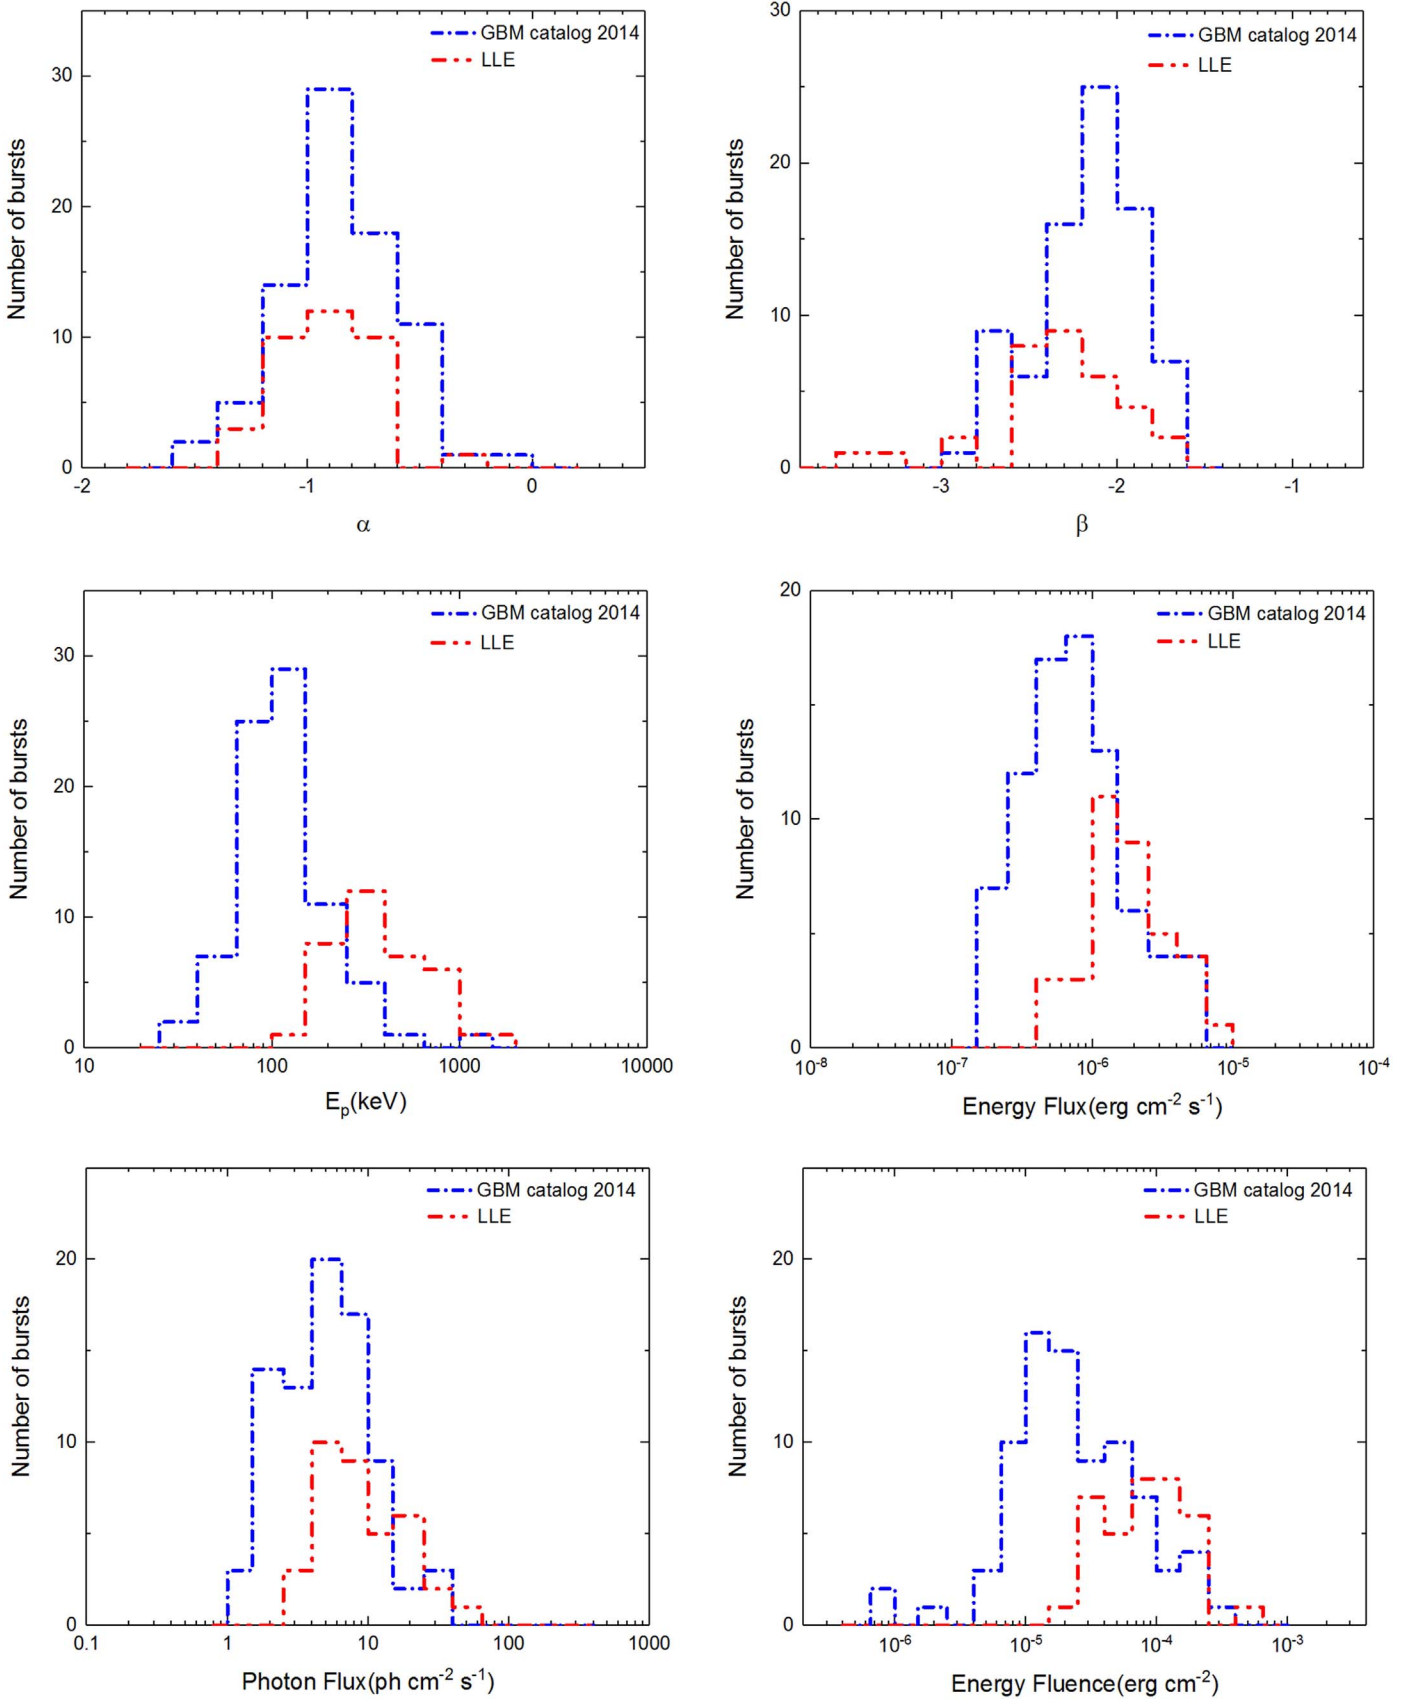 GBM catalog 2014
LLE
Number of bursts
30
20
10
0
-2
-1
0
α
GBM catalog 2014
LLE
Number of bursts
30
20
10
0
-3
-2
-1
β
GBM catalog 2014
LLE
Number of bursts
30
20
10
0
10
100
1000
10000
Eₚ(keV)
GBM catalog 2014
LLE
Number of bursts
20
10
0
10⁻⁸
10⁻⁷
10⁻⁶
10⁻⁵
10⁻⁴
Energy Flux(erg cm⁻² s⁻¹)
GBM catalog 2014
LLE
Number of bursts
20
10
0
0.1
1
10
100
1000
Photon Flux(ph cm⁻² s⁻¹)
GBM catalog 2014
LLE
Number of bursts
20
10
0
10⁻⁶
10⁻⁵
10⁻⁴
10⁻³
Energy Fluence(erg cm⁻²)